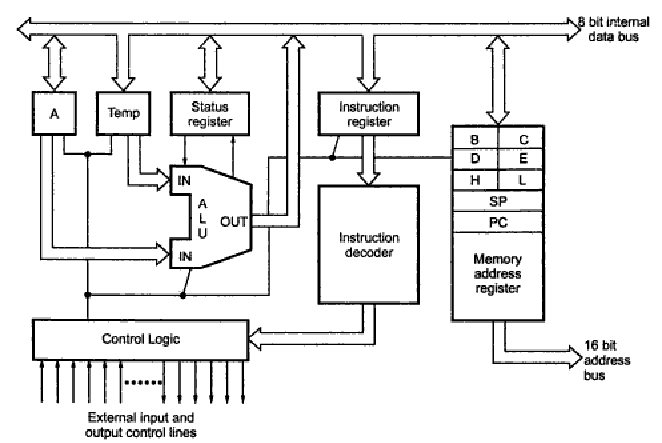 8 bit internal
data bus
A
Temp
Status
register
Instruction
register
B C
D E
H L
SP
PC
Memory
address
register
IN
A
L
U
OUT
IN
Instruction
decoder
Control Logic
16 bit
address
bus
External input and
output control lines